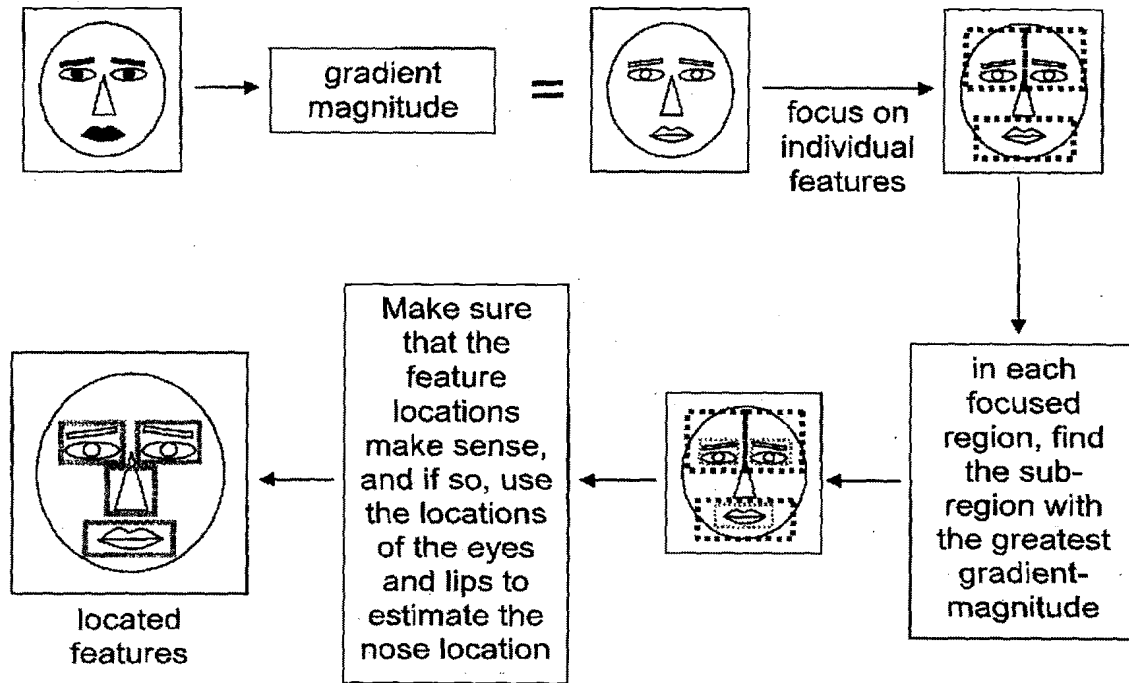 gradient
magnitude
=
focus on
individual
features
in each
focused
region, find
the sub-
region with
the greatest
gradient-
magnitude
Make sure
that the
feature
locations
make sense,
and if so, use
the locations
of the eyes
and lips to
estimate the
nose location
located
features